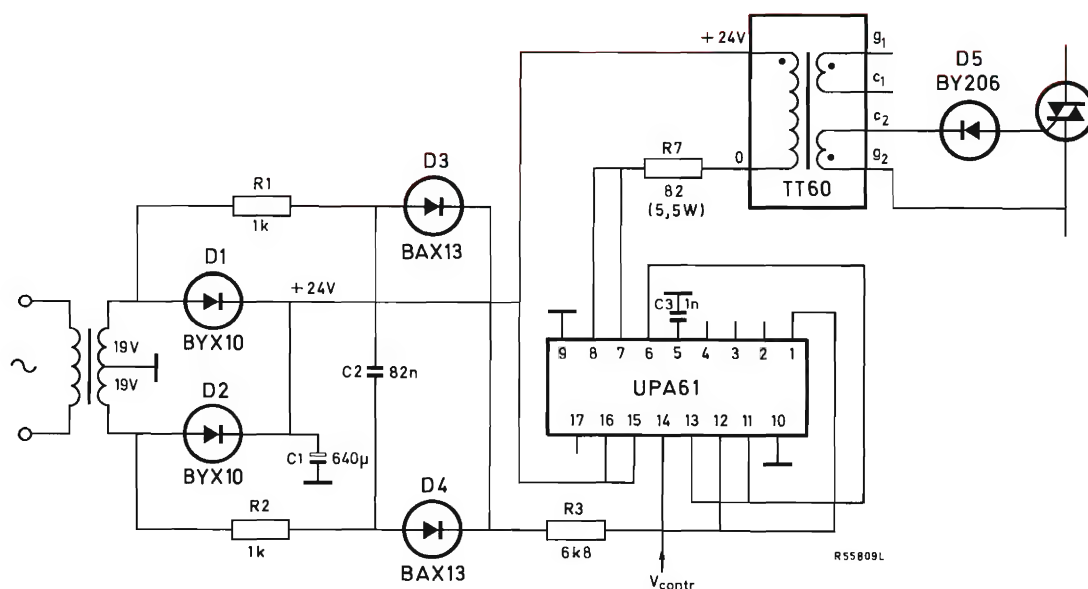 +24V
g1
c1
c2
g2
0
TT60
D5
BY206
R7
82
(5,5W)
D3
BAX13
R1
1k
D1
BYX10
+24V
19V
19V
~
D2
BYX10
C1 640µ
C2 82n
R2
1k
D4
BAX13
R3
6k8
C3 1n
9 8 7 6 5 4 3 2 1
UPA61
17 16 15 14 13 12 11 10
Vcontr
RS5809L